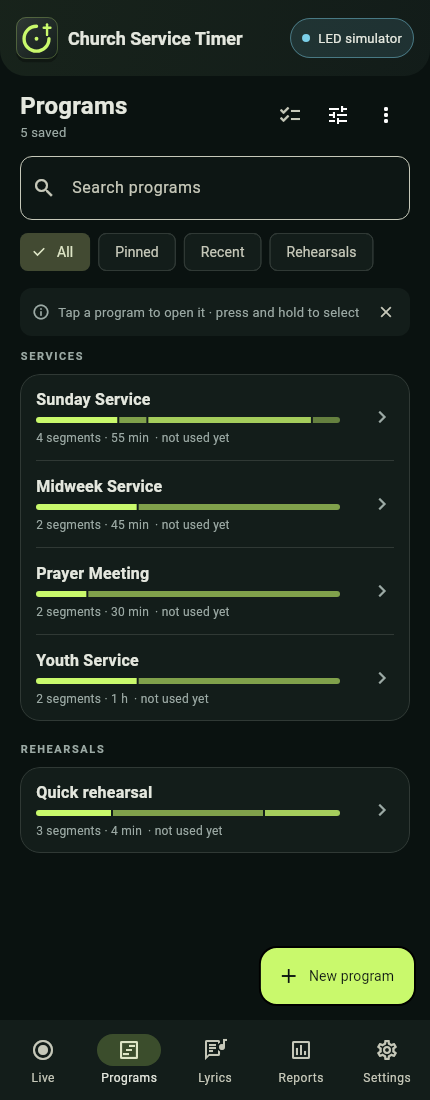 Church Service Timer
LED simulator
Programs
5 saved
Search programs
All
Pinned
Recent
Rehearsals
Tap a program to open it · press and hold to select
SERVICES
Sunday Service
4 segments · 55 min · not used yet
Midweek Service
2 segments · 45 min · not used yet
Prayer Meeting
2 segments · 30 min · not used yet
Youth Service
2 segments · 1 h · not used yet
REHEARSALS
Quick rehearsal
3 segments · 4 min · not used yet
New program
Live
Programs
Lyrics
Reports
Settings